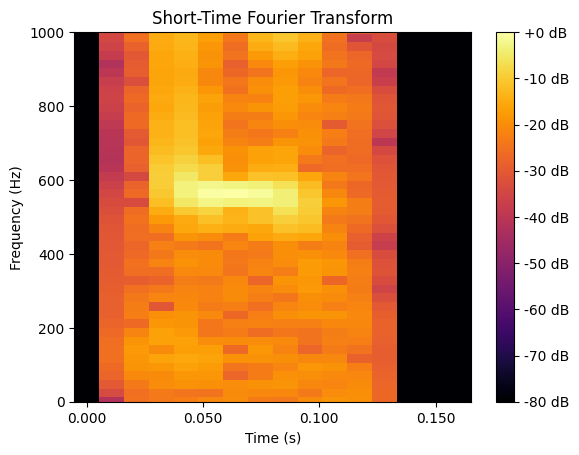 Short-Time Fourier Transform
Frequency (Hz)
1000
800
600
400
200
0
0.000
0.050
0.100
0.150
Time (s)
+0 dB
-10 dB
-20 dB
-30 dB
-40 dB
-50 dB
-60 dB
-70 dB
-80 dB